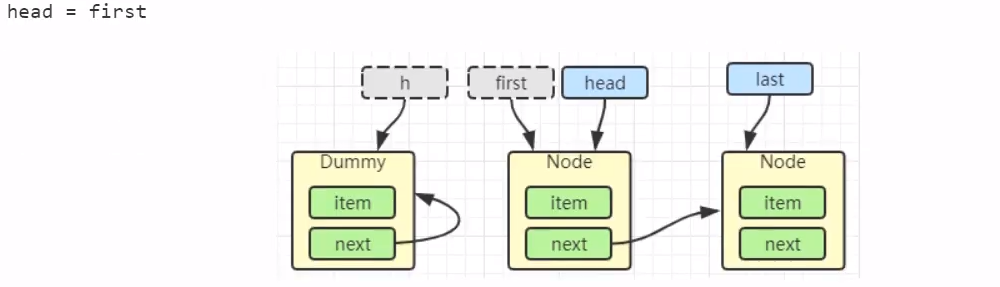 head = first
h
first
head
last
Dummy
Node
Node
item
item
item
next
next
next